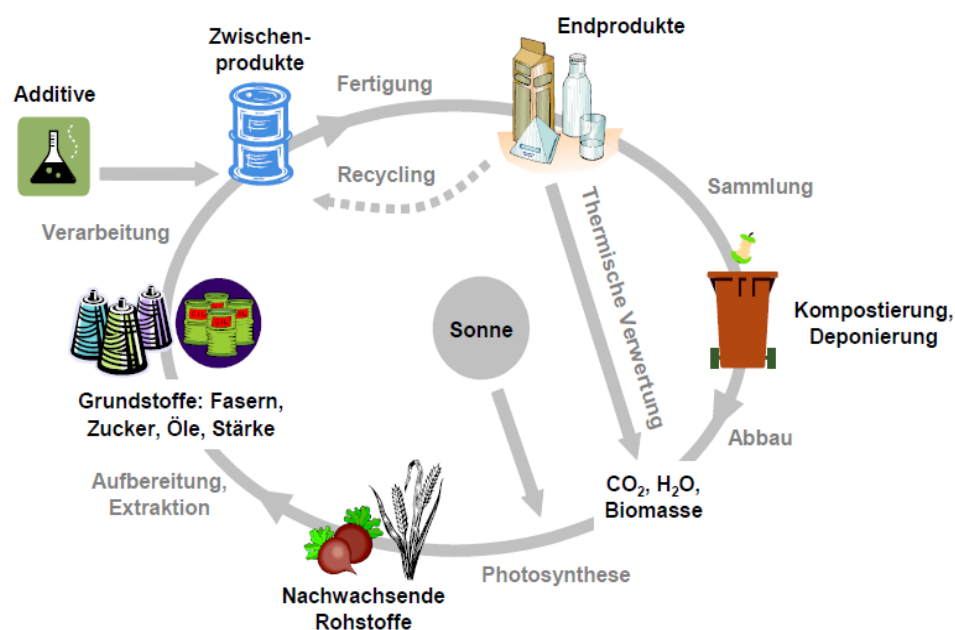 Zwischen-
produkte
Endprodukte
Fertigung
Additive
Recycling
Sammlung
Thermische Verwertung
Verarbeitung
Sonne
Kompostierung,
Deponierung
Grundstoffe: Fasern,
Zucker, Öle, Stärke
Abbau
Aufbereitung,
Extraktion
CO₂, H₂O,
Biomasse
Photosynthese
Nachwachsende
Rohstoffe